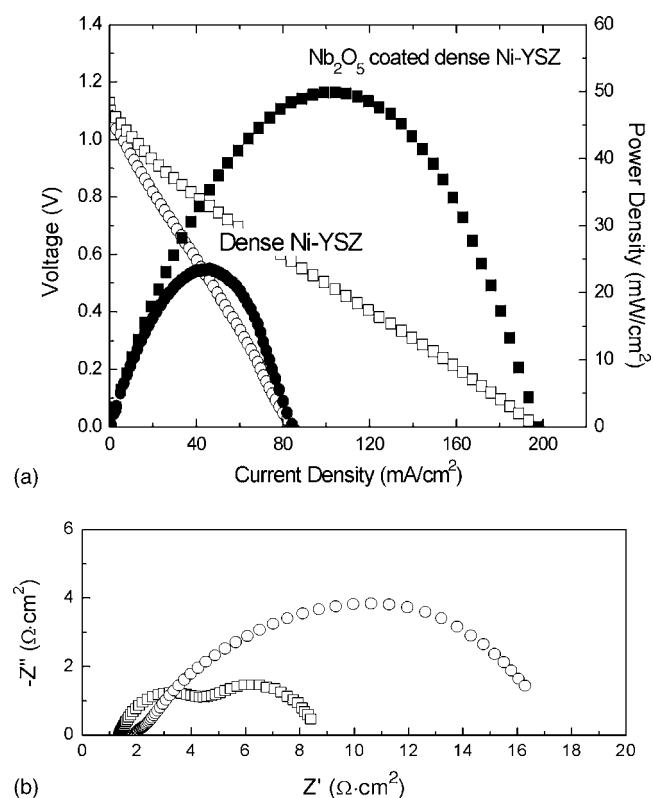 1.4
1.2
1.0
0.8
0.6
0.4
0.2
0.0
Voltage (V)
Nb₂O₅ coated dense Ni-YSZ
Dense Ni-YSZ
60
50
40
30
20
10
0
Power Density (mW/cm²)
0 40 80 120 160 200
Current Density (mA/cm²)
(a)
6
4
2
0
-Z'' (Ω·cm²)
0 2 4 6 8 10 12 14 16 18 20
Z' (Ω·cm²)
(b)